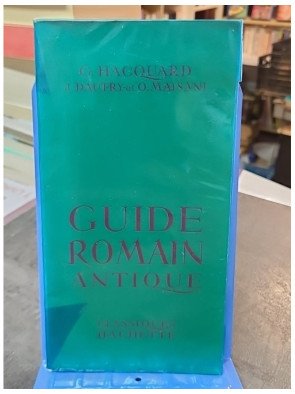 G. HACQUARD
J. DAUTRY et O. MAISANI
GUIDE
ROMAIN
ANTIQUE
CLASSIQUES
HACHETTE